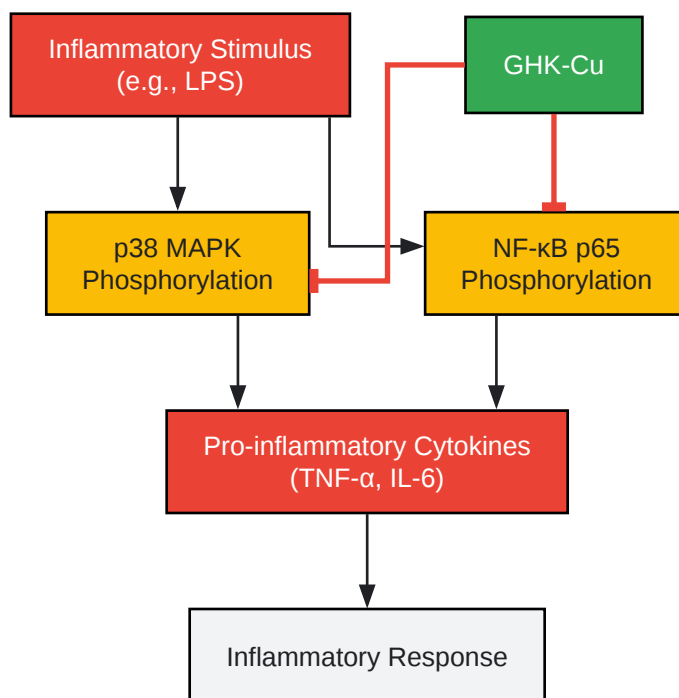 Inflammatory Stimulus
(e.g., LPS)
GHK-Cu
p38 MAPK
Phosphorylation
NF-κB p65
Phosphorylation
Pro-inflammatory Cytokines
(TNF-α, IL-6)
Inflammatory Response